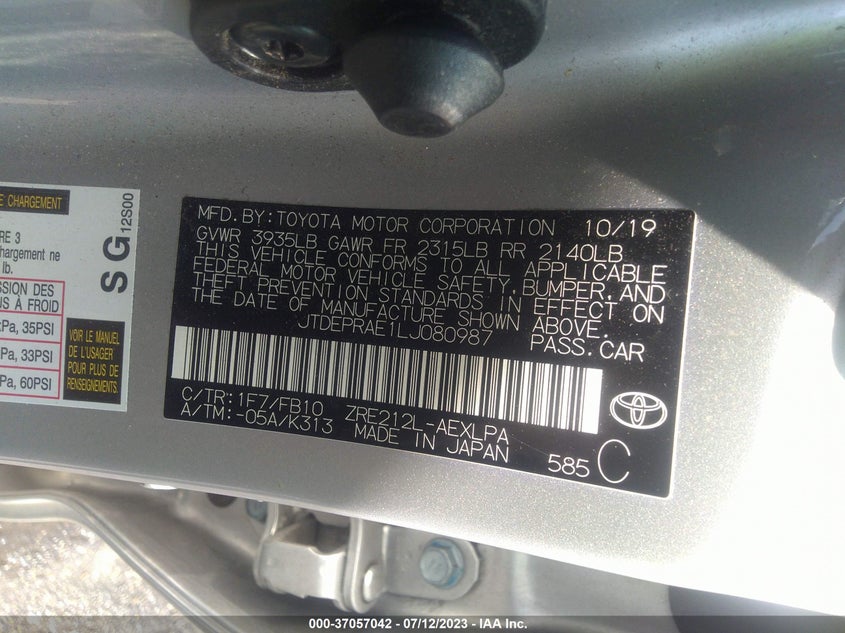 E CHARGEMENT
RE 3
hargement ne
lb.
SSION DES
S À FROID
kPa, 35PSI
Pa, 33PSI
Pa, 60PSI
SG
12S00
VOIR LE MANUEL
DE L'USAGER
POUR PLUS DE
RENSEIGNEMENTS
MFD. BY: TOYOTA MOTOR CORPORATION 10/19
GVWR 3935LB GAWR FR 2315LB RR 2140LB
THIS VEHICLE CONFORMS TO ALL APPLICABLE
FEDERAL MOTOR VEHICLE SAFETY, BUMPER, AND
THEFT PREVENTION STANDARDS IN EFFECT ON
THE DATE OF MANUFACTURE SHOWN ABOVE.
JTDEPRAE1LJ080987 PASS.CAR
C/TR:1F7/FB10 ZRE212L-AEXLPA
A/TM:-05A/K313 MADE IN JAPAN
585 C
000-37057042 - 07/12/2023 - IAA Inc.